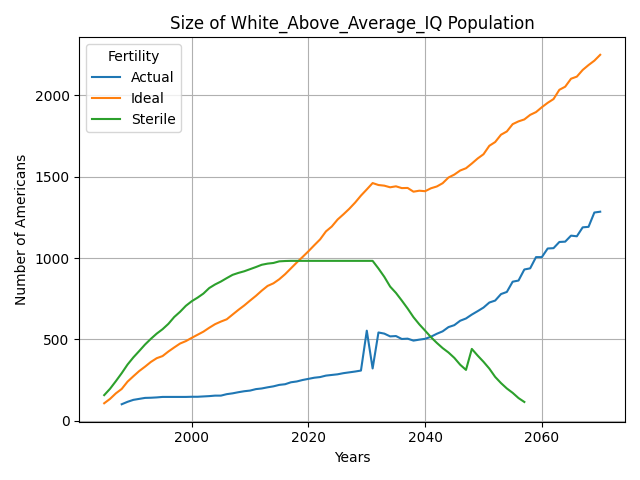 Size of White_Above_Average_IQ Population
Fertility
Actual
Ideal
Sterile
Number of Americans
2000
1500
1000
500
0
2000 2020 2040 2060
Years